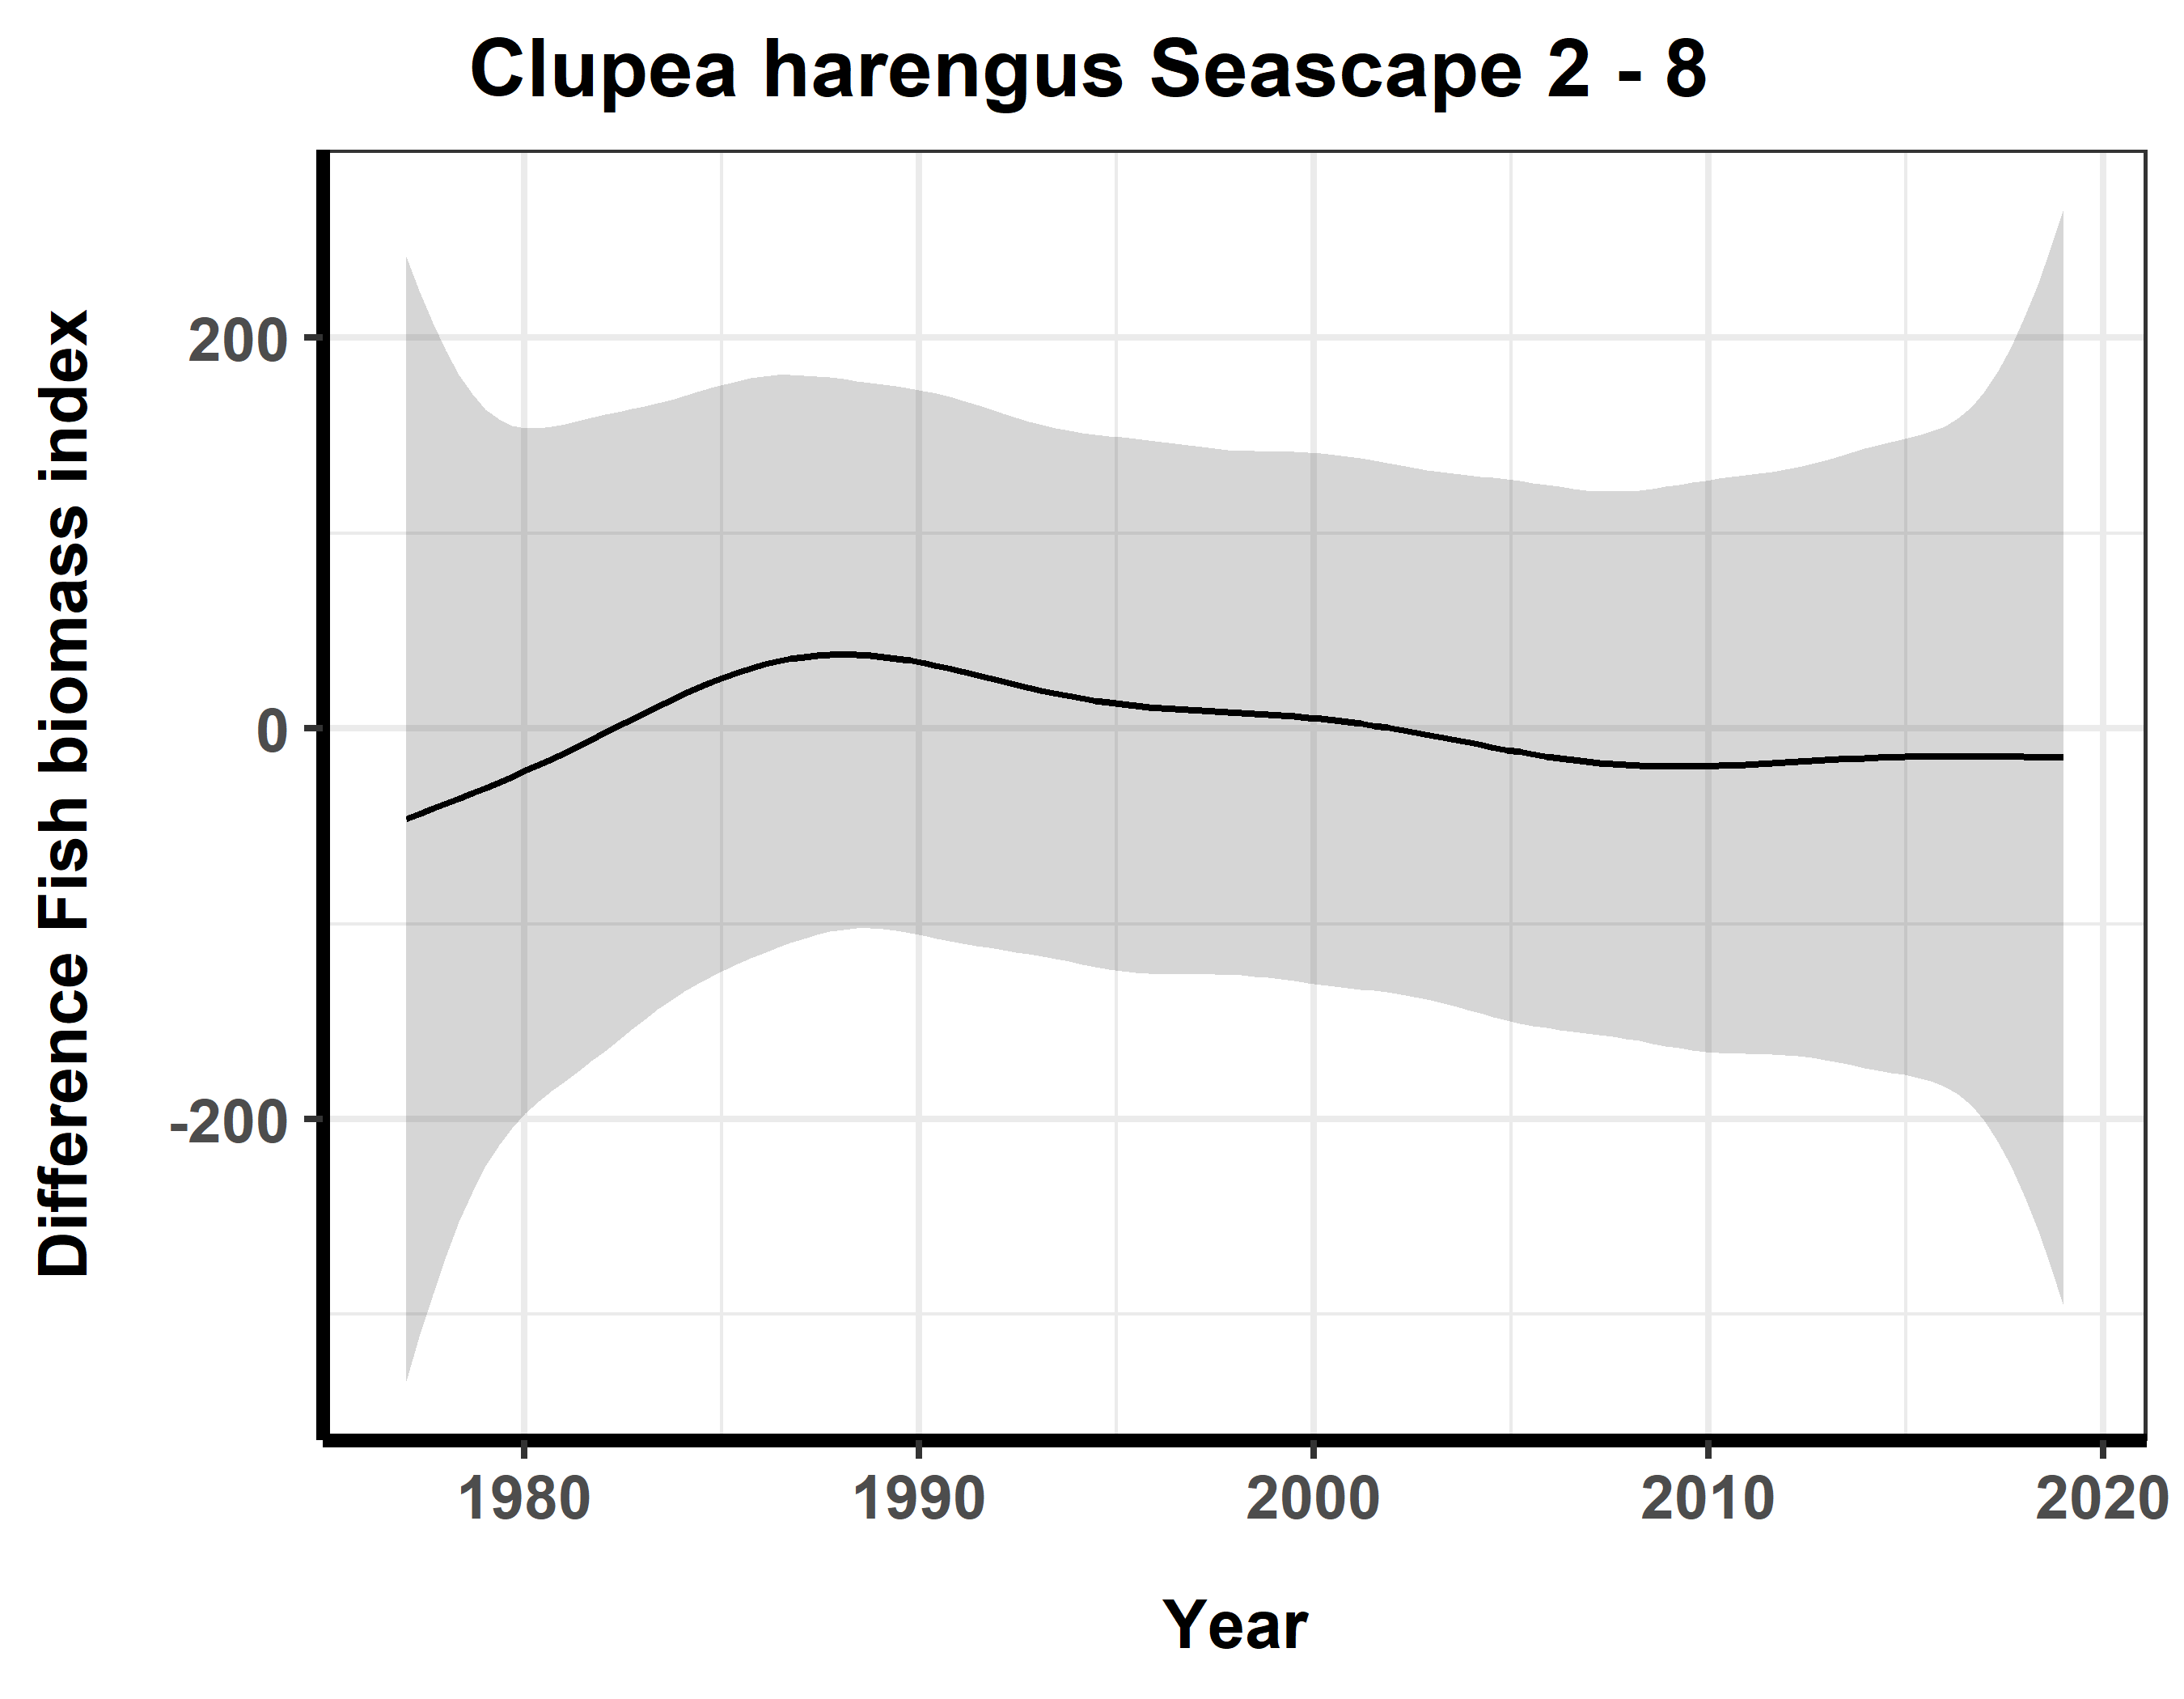 Clupea harengus Seascape 2 - 8
Difference Fish biomass index
200
0
-200
1980 1990 2000 2010 2020
Year